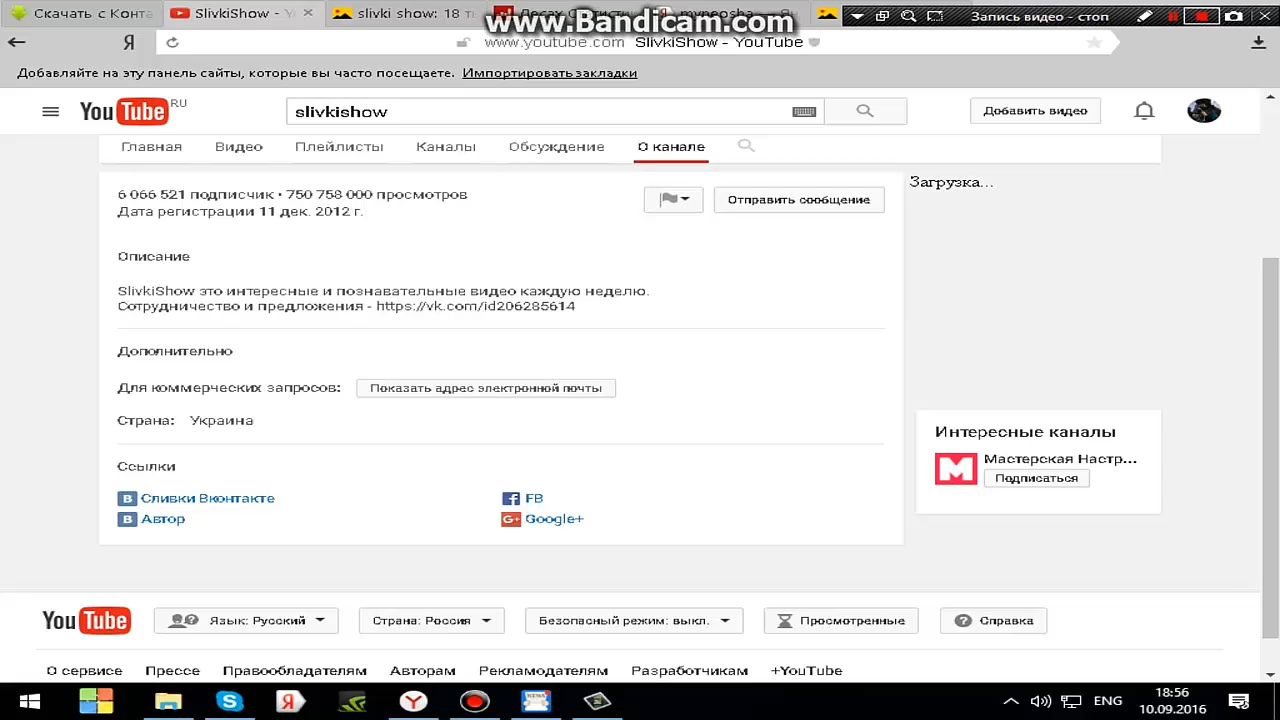 www.Bandicam.com
Скачать с Конта
SlivkiShow - Y
slivki show: 18 т
Запись видео - стоп
Я
www.youtube.com SlivkiShow - YouTube
Добавляйте на эту панель сайты, которые вы часто посещаете. Импортировать закладки
YouTube RU
slivkishow
Добавить видео
Главная Видео Плейлисты Каналы Обсуждение О канале
6 066 521 подписчик • 750 758 000 просмотров
Дата регистрации 11 дек. 2012 г.
Отправить сообщение
Загрузка...
Описание
SlivkiShow это интересные и познавательные видео каждую неделю.
Сотрудничество и предложения - https://vk.com/id206285614
Дополнительно
Для коммерческих запросов: Показать адрес электронной почты
Страна: Украина
Интересные каналы
Мастерская Настр...
Подписаться
Ссылки
Сливки Вконтакте
FB
Автор
Google+
YouTube
Язык: Русский
Страна: Россия
Безопасный режим: выкл.
Просмотренные
Справка
О сервисе Прессе Правообладателям Авторам Рекламодателям Разработчикам +YouTube
ENG
18:56
10.09.2016